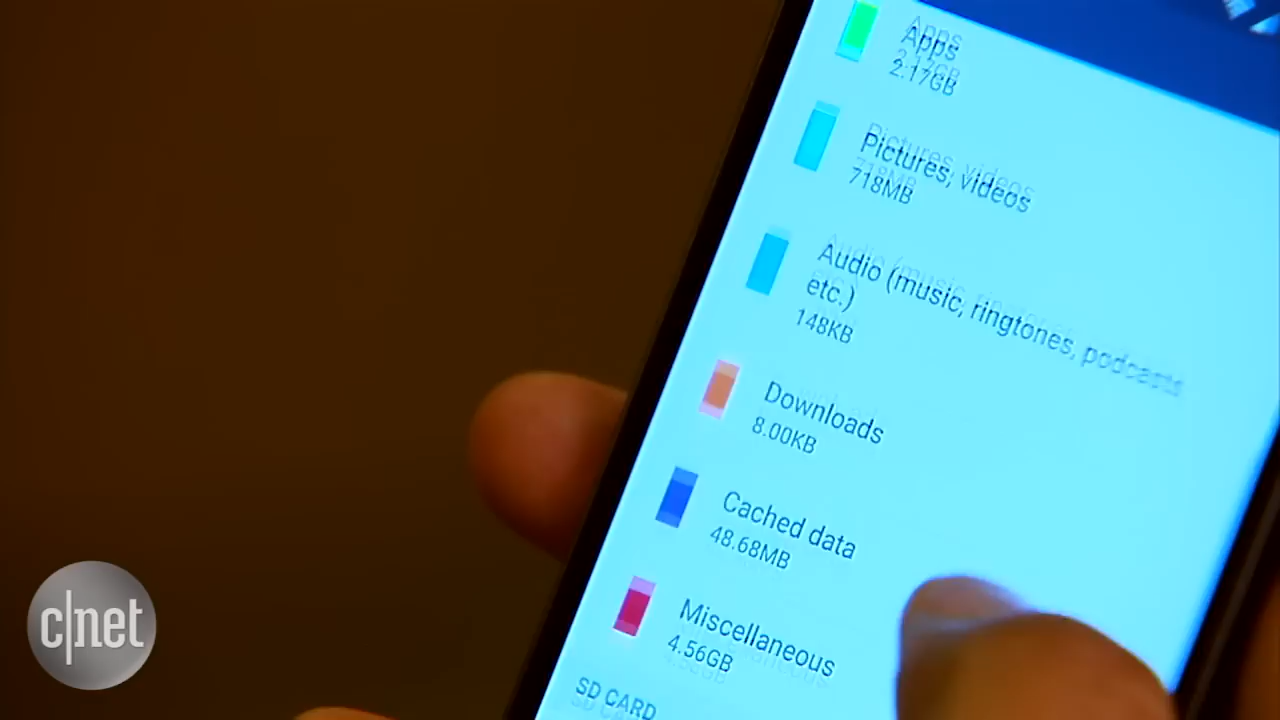 Apps
2.17GB
Pictures, videos
718MB
Audio (music, ringtones, podcasts
etc.)
148KB
Downloads
8.00KB
Cached data
48.68MB
Miscellaneous
4.56GB
SD CARD
c|net